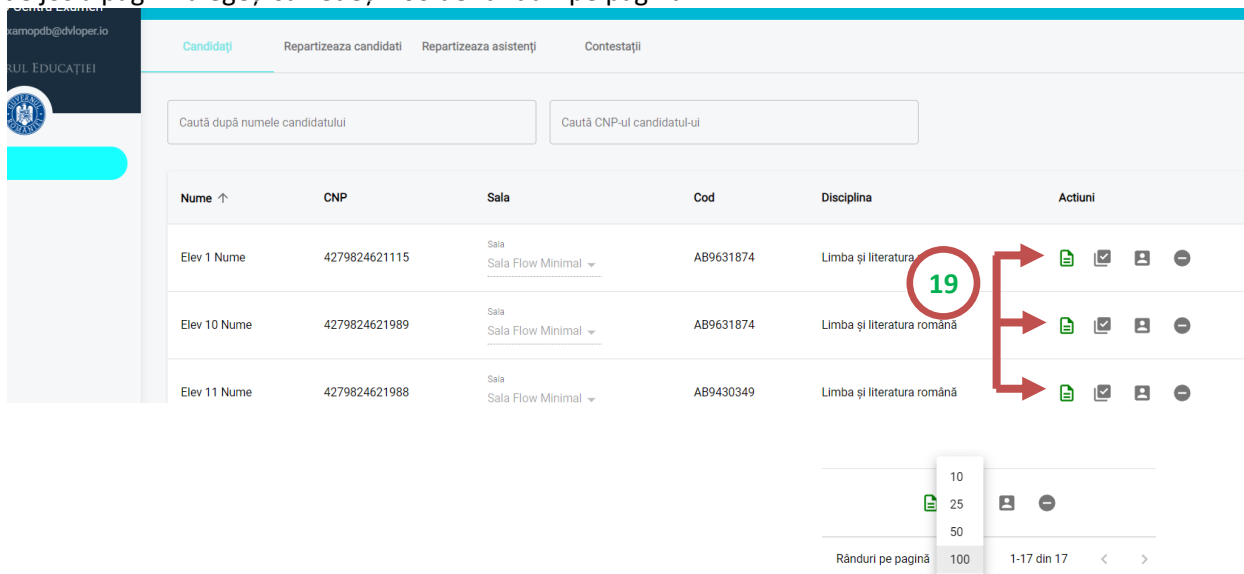 Centru Examen
xamopdb@dvloper.io
RUL EDUCAȚIEI
GUVERNUL ROMÂNIEI
Candidați Repartizeaza candidati Repartizeaza asistenți Contestații
Caută după numele candidatului Caută CNP-ul candidatul-ui
Nume CNP Sala Cod Disciplina Actiuni
Sala
Elev 1 Nume 4279824621115 Sala Flow Minimal AB9631874 Limba și literatura
19
Sala
Elev 10 Nume 4279824621989 Sala Flow Minimal AB9631874 Limba și literatura română
Sala
Elev 11 Nume 4279824621988 Sala Flow Minimal AB9430349 Limba și literatura română
10
25
50
Rânduri pe pagină 100 1-17 din 17